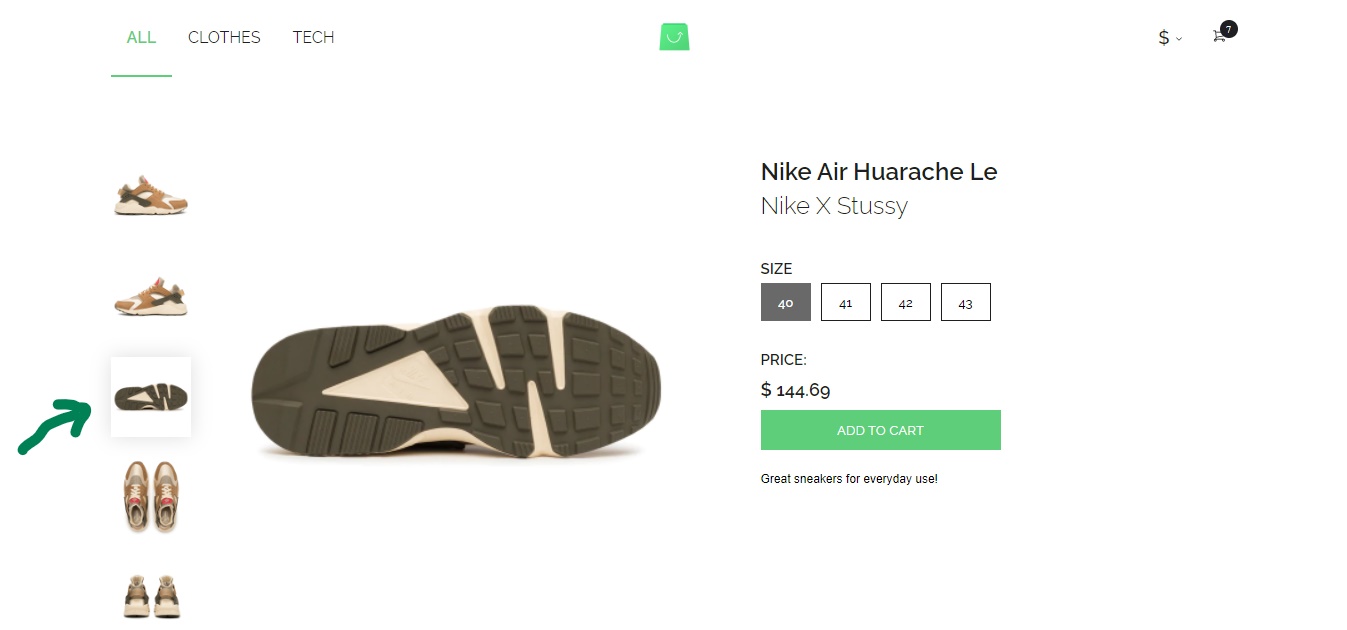 ALL CLOTHES TECH $ 7
Nike Air Huarache Le
Nike X Stussy
SIZE
40 41 42 43
PRICE:
$ 144.69
ADD TO CART
Great sneakers for everyday use!